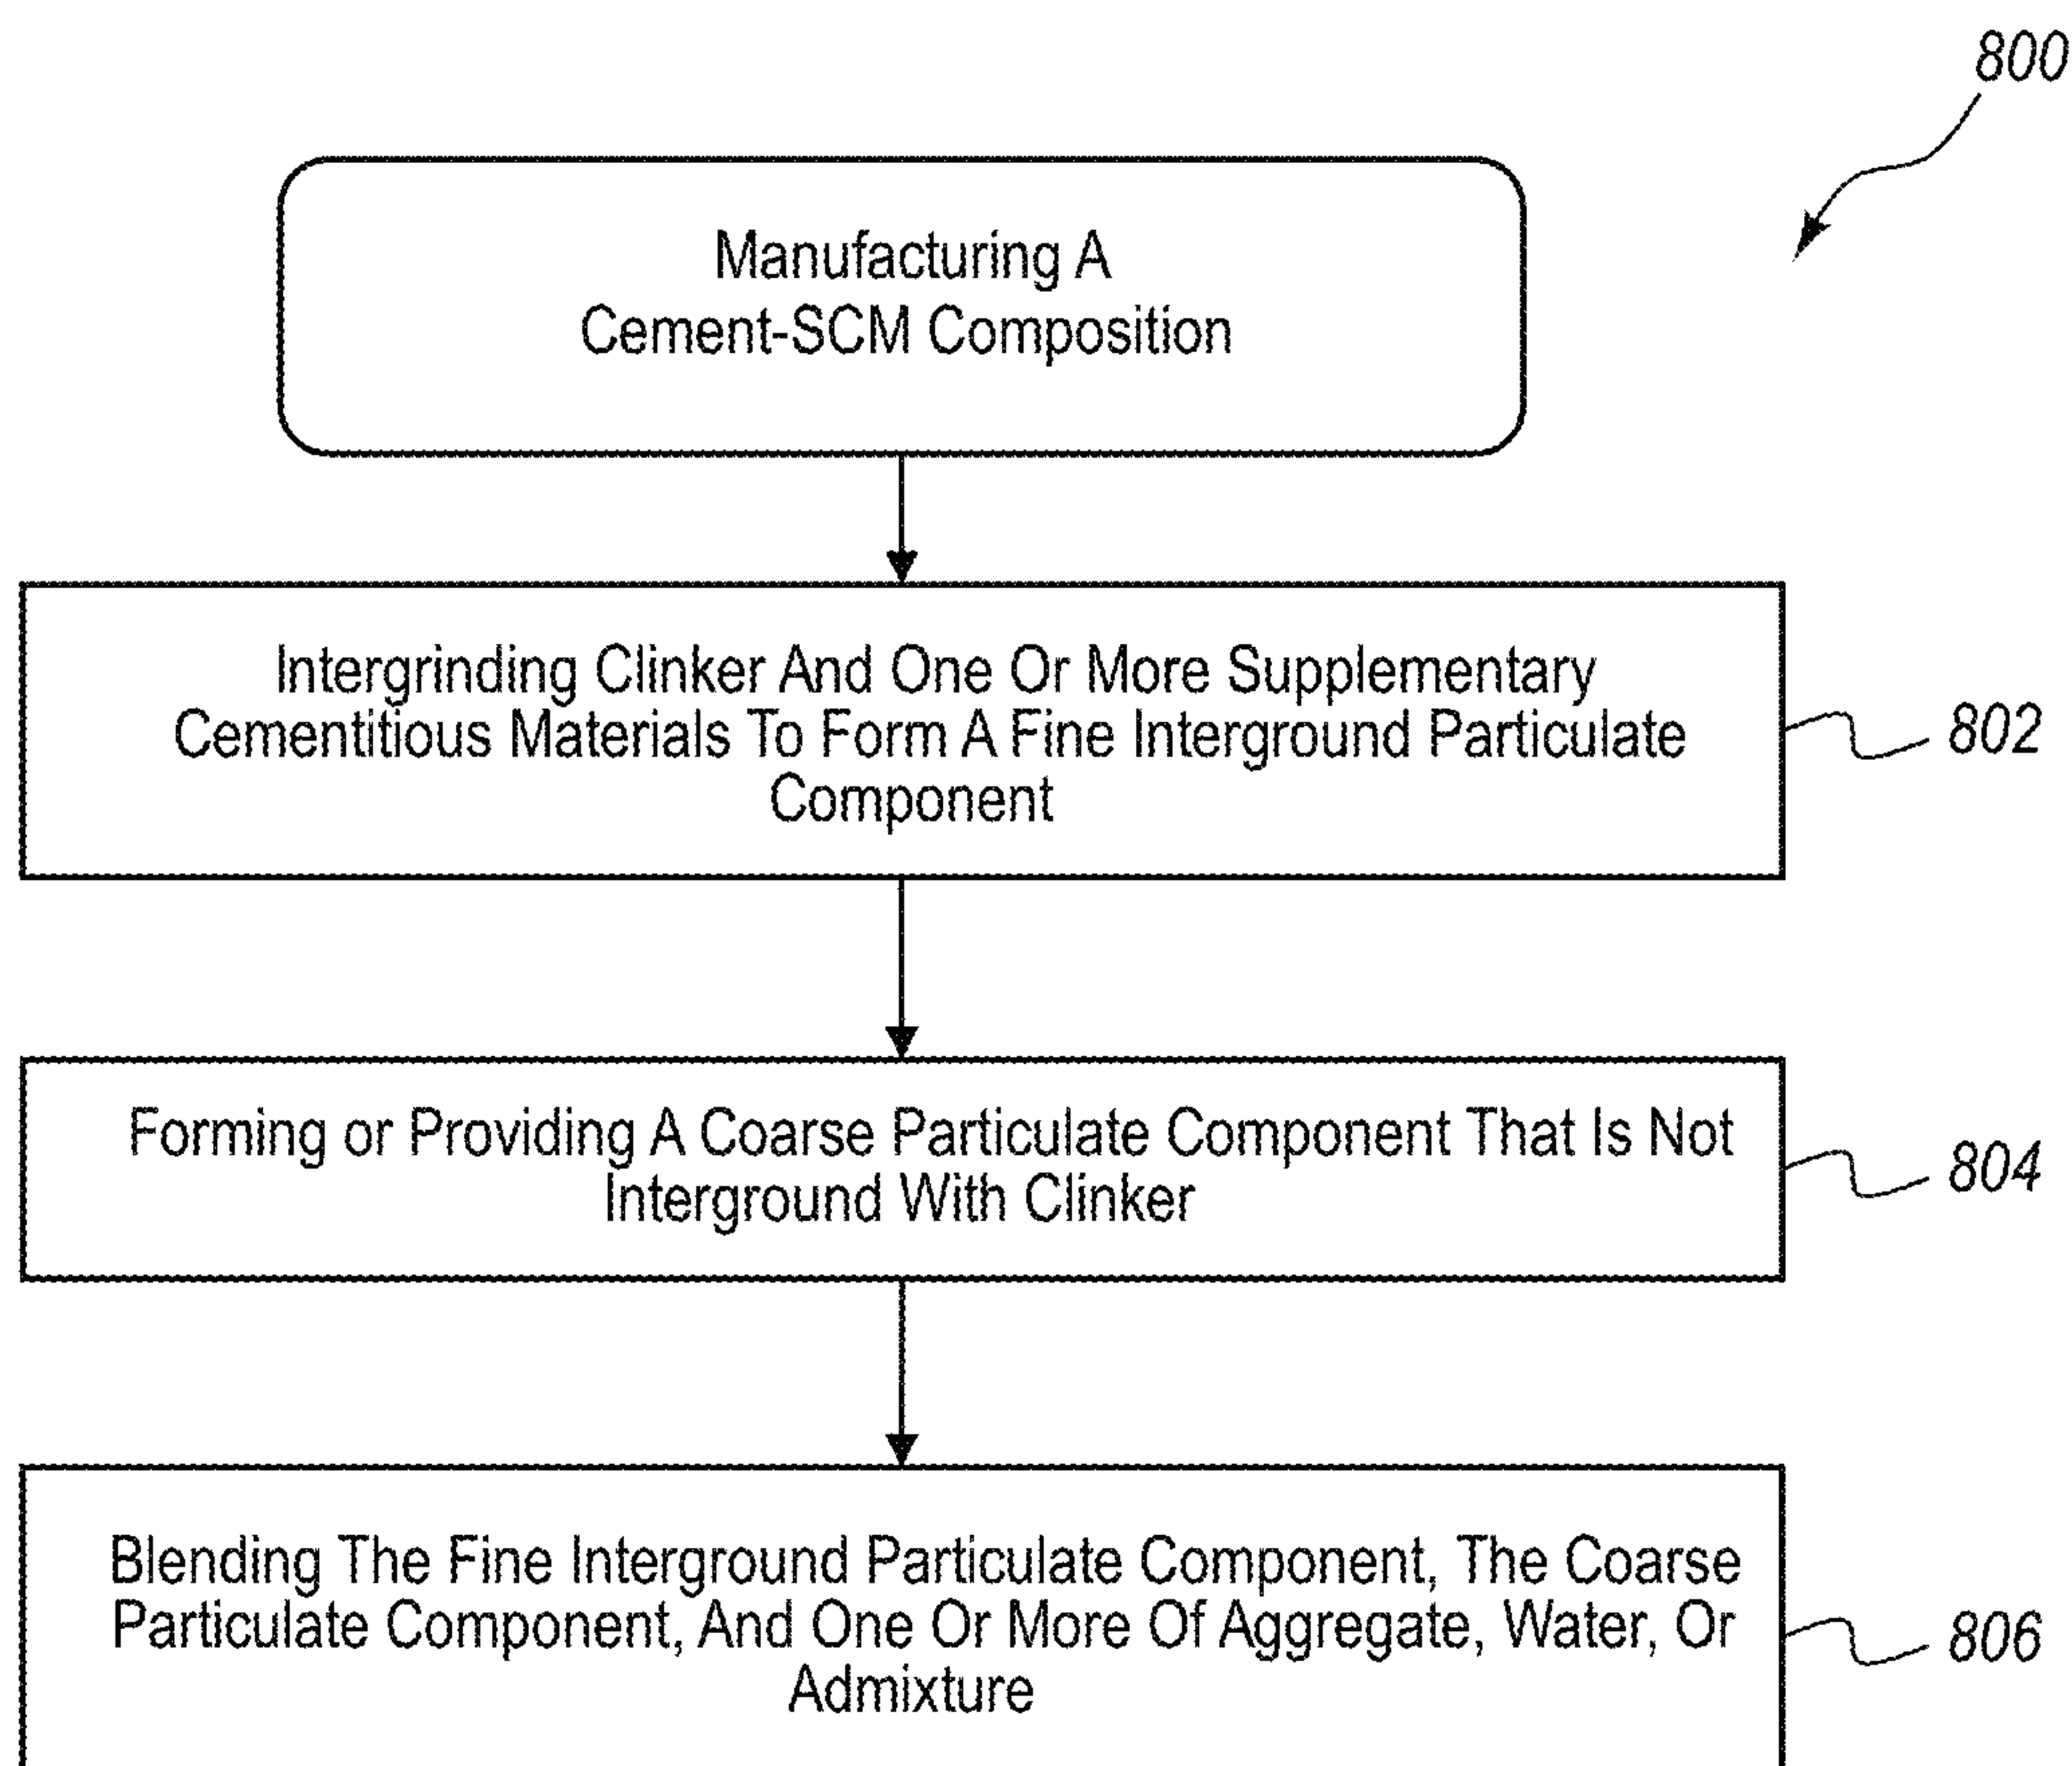 800
Manufacturing A
Cement-SCM Composition
Intergrinding Clinker And One Or More Supplementary
Cementitious Materials To Form A Fine Interground Particulate
Component
802
Forming or Providing A Coarse Particulate Component That Is Not
Interground With Clinker
804
Blending The Fine Interground Particulate Component, The Coarse
Particulate Component, And One Or More Of Aggregate, Water, Or
Admixture
806